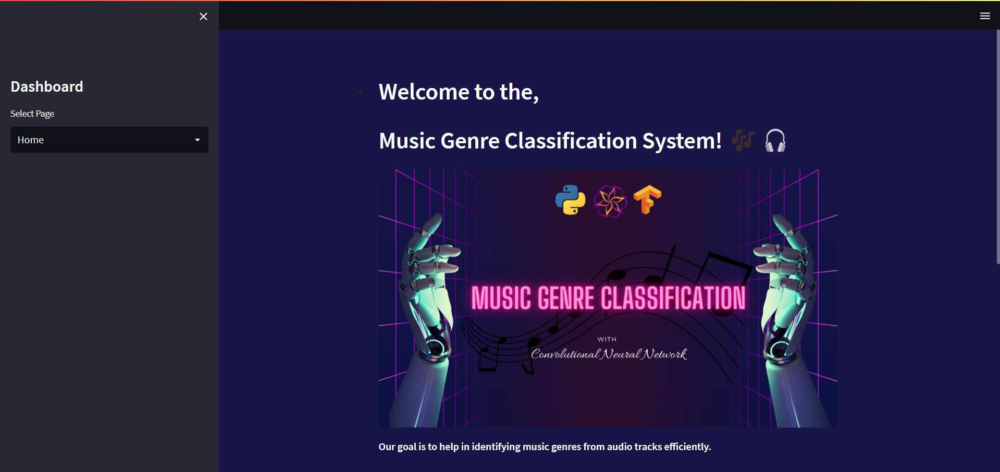 Dashboard
Select Page
Home
Welcome to the,
Music Genre Classification System! 🎶 🎧
MUSIC GENRE CLASSIFICATION
WITH
Convolutional Neural Network
Our goal is to help in identifying music genres from audio tracks efficiently.